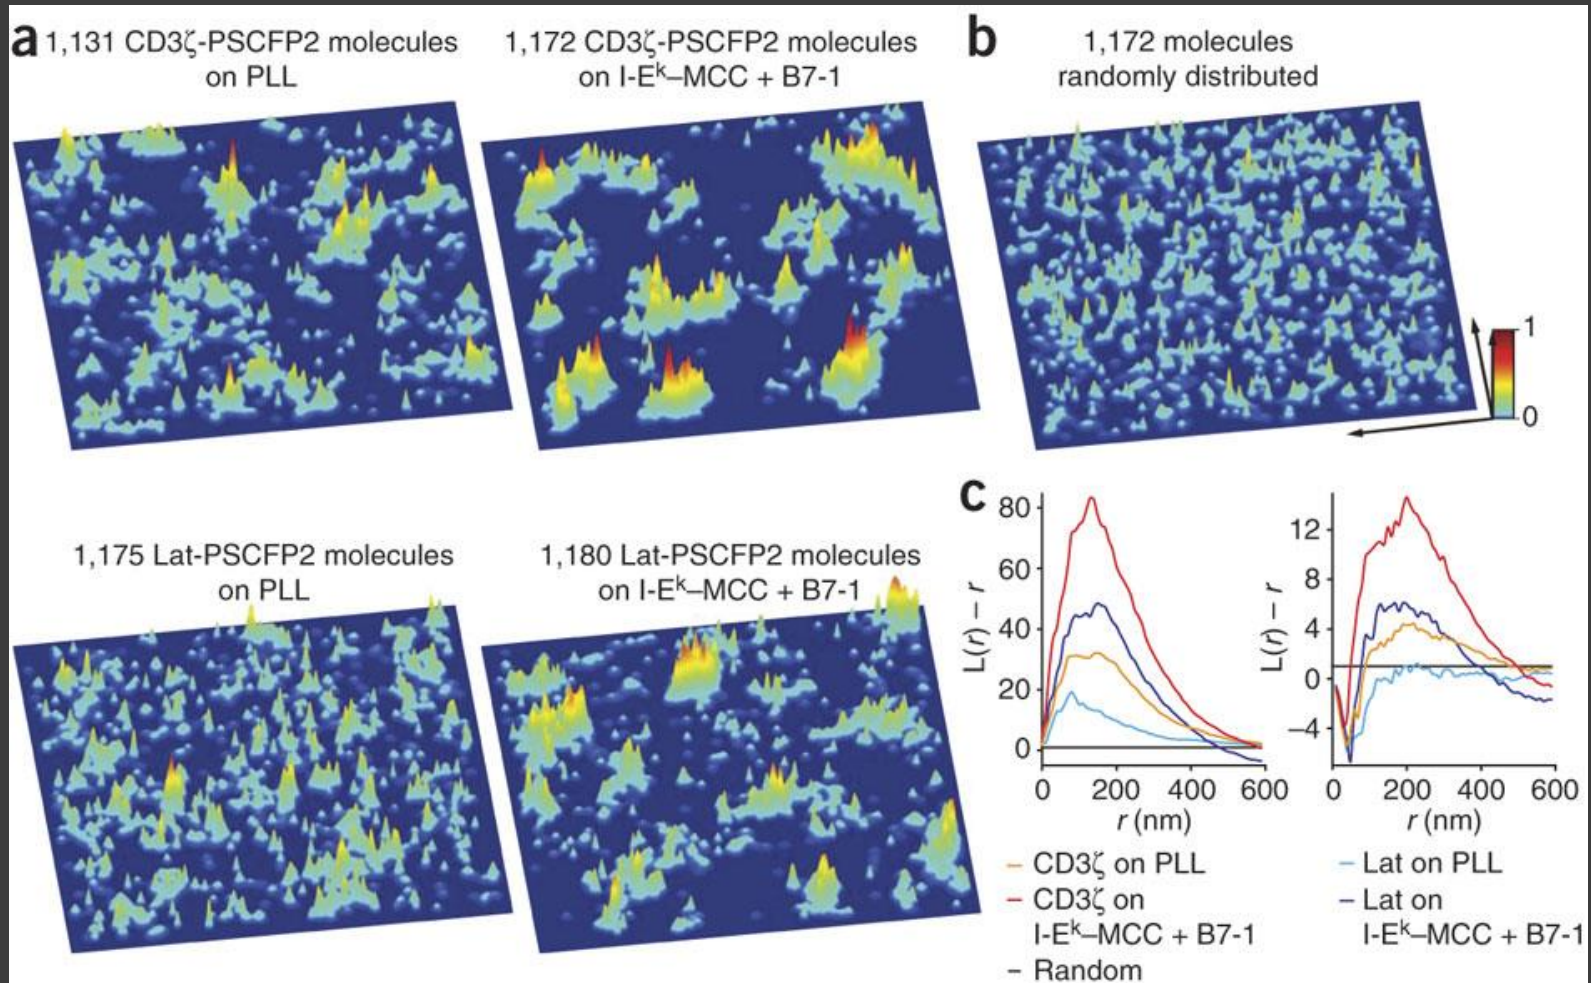 a
1,131 CD3ζ-PSCFP2 molecules
on PLL
1,172 CD3ζ-PSCFP2 molecules
on I-Eᵏ–MCC + B7-1
b
1,172 molecules
randomly distributed
1
0
1,175 Lat-PSCFP2 molecules
on PLL
1,180 Lat-PSCFP2 molecules
on I-Eᵏ–MCC + B7-1
c
80
60
40
20
0
L(r) – r
0 200 400 600
r (nm)
12
8
4
0
–4
L(r) – r
0 200 400 600
r (nm)
CD3ζ on PLL
CD3ζ on
I-Eᵏ–MCC + B7-1
Random
Lat on PLL
Lat on
I-Eᵏ–MCC + B7-1